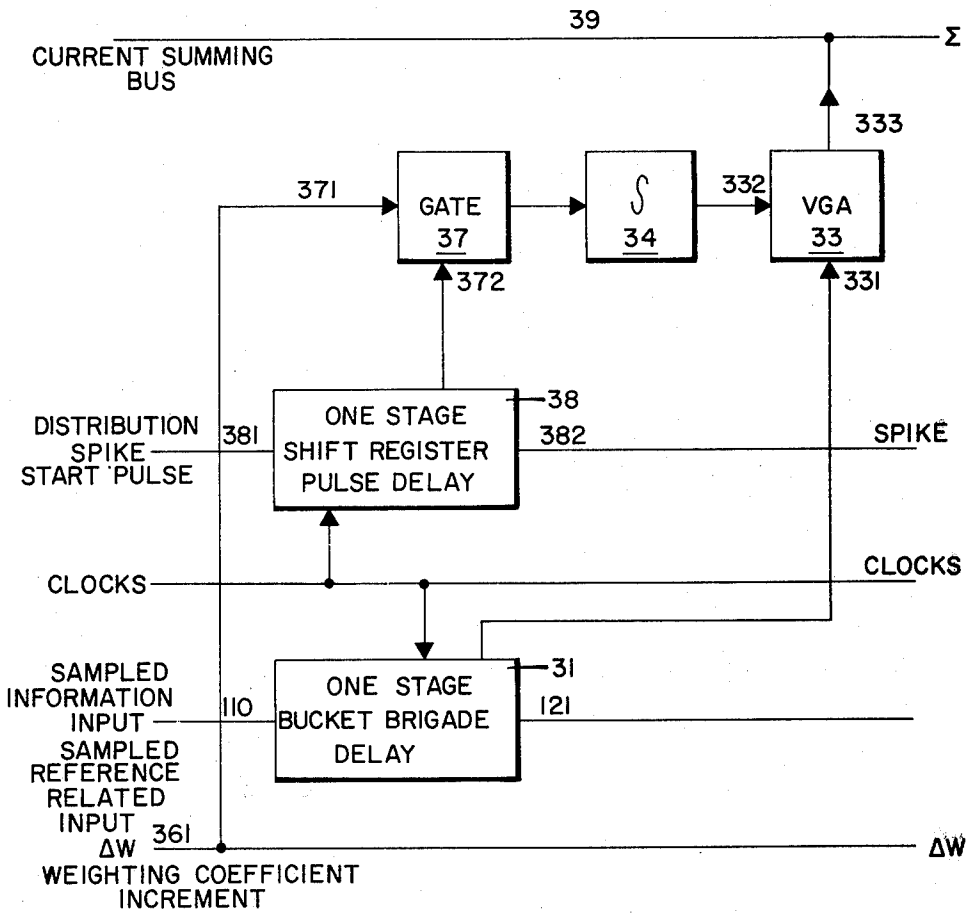 39
Σ
CURRENT SUMMING
BUS
333
371
GATE
37
∫
34
332
VGA
33
372
331
DISTRIBUTION
SPIKE
START PULSE
381
ONE STAGE
SHIFT REGISTER
PULSE DELAY
38
382
SPIKE
CLOCKS
CLOCKS
SAMPLED
INFORMATION
INPUT
110
ONE STAGE
BUCKET BRIGADE
DELAY
31
121
SAMPLED
REFERENCE
RELATED
INPUT
ΔW
361
ΔW
WEIGHTING COEFFICIENT
INCREMENT